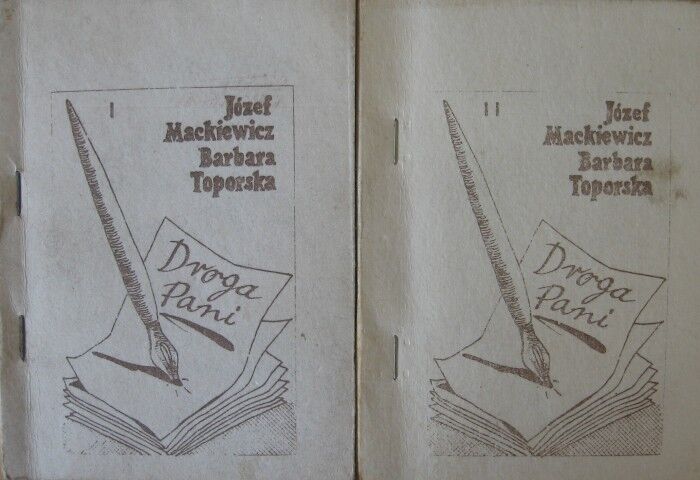 I
Józef
Mackiewicz
Barbara
Toporska
Droga
Pani
II
Józef
Mackiewicz
Barbara
Toporska
Droga
Pani